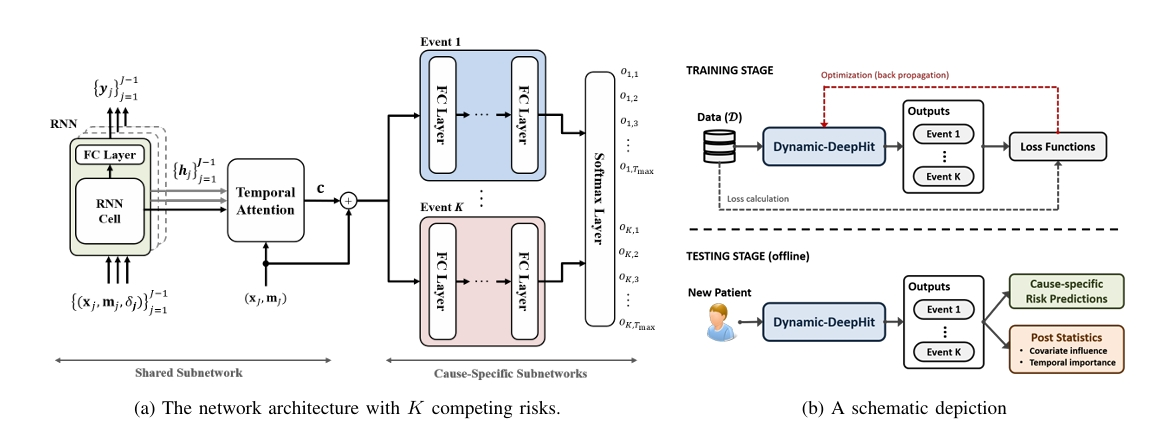 {y_j}_{j=1}^{J-1}
RNN
FC Layer
RNN
Cell
{h_j}_{j=1}^{J-1}
{(x_j, m_j, δ_j)}_{j=1}^{J-1}
Temporal
Attention
c
+
(x_J, m_J)
Event 1
FC Layer
...
FC Layer
⋮
Event K
FC Layer
...
FC Layer
Softmax Layer
o_{1,1}
o_{1,2}
o_{1,3}
⋮
o_{1,T_max}
o_{K,1}
o_{K,2}
o_{K,3}
⋮
o_{K,T_max}
Shared Subnetwork
Cause-Specific Subnetworks
(a) The network architecture with K competing risks.
TRAINING STAGE
Optimization (back propagation)
Data (𝒟)
Dynamic-DeepHit
Outputs
Event 1
⋮
Event K
Loss Functions
Loss calculation
TESTING STAGE (offline)
New Patient
Dynamic-DeepHit
Outputs
Event 1
⋮
Event K
Cause-specific
Risk Predictions
Post Statistics
• Covariate influence
• Temporal importance
(b) A schematic depiction